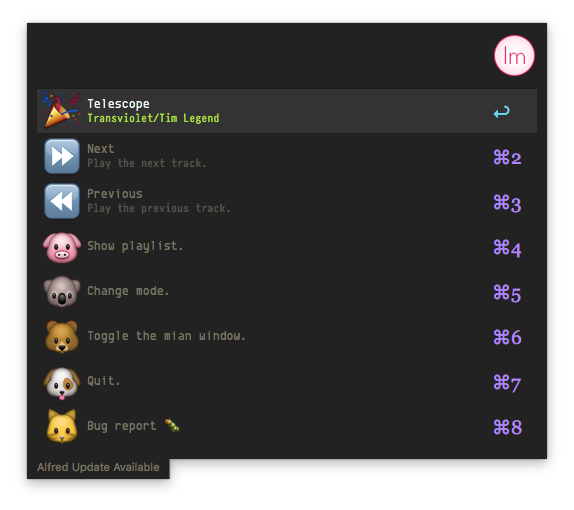 lm
Telescope
Transviolet/Tim Legend
↩
Next
Play the next track.
⌘2
Previous
Play the previous track.
⌘3
Show playlist.
⌘4
Change mode.
⌘5
Toggle the mian window.
⌘6
Quit.
⌘7
Bug report 🐛
⌘8
Alfred Update Available